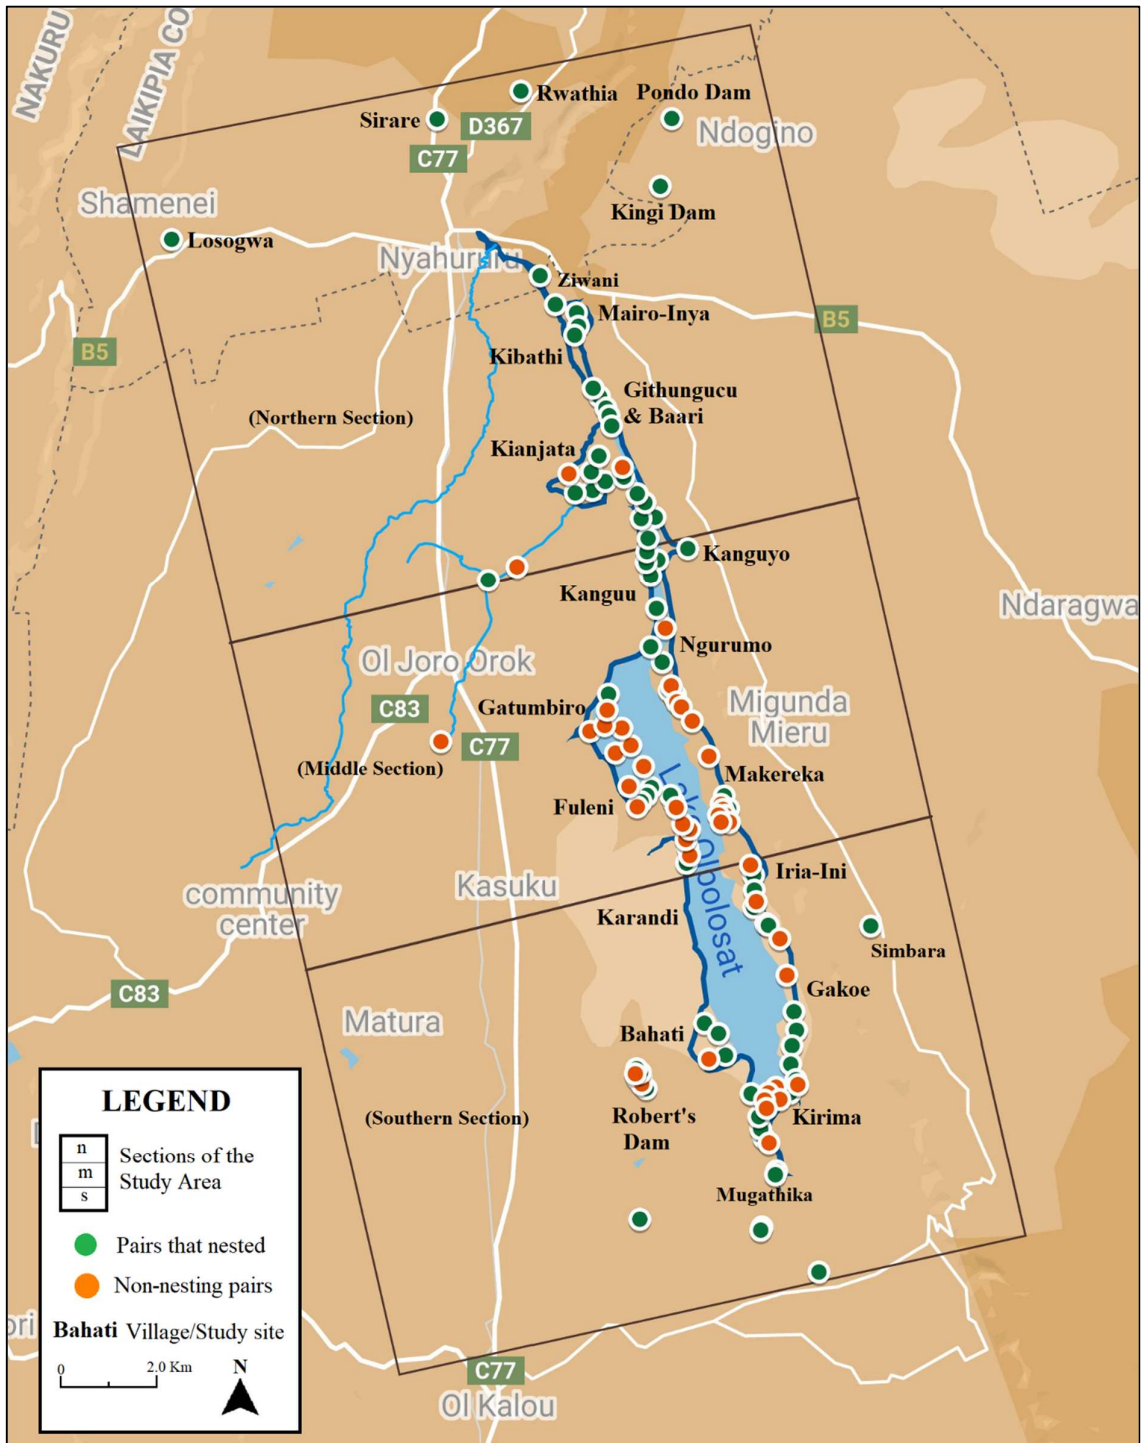 NAKURU
LAIKIPIA CO
Rwathia
Pondo Dam
Sirare
D367
Ndogino
C77
Shamenei
Kingi Dam
Losogwa
Nyahururu
Ziwani
Mairo-Inya
B5
B5
Kibathi
Githungucu
& Baari
(Northern Section)
Kianjata
Kanguyo
Kanguu
Ndaragwa
Ngurumo
Ol Joro Orok
Gatumbiro
C83
Migunda
Mieru
C77
(Middle Section)
Makereka
Fuleni
Lake Olbolosat
Iria-Ini
community
center
Kasuku
Karandi
Simbara
C83
Gakoe
Matura
Bahati
Robert's
Dam
Kirima
(Southern Section)
Mugathika
LEGEND
n
m
s
Sections of the
Study Area
Pairs that nested
Non-nesting pairs
Bahati Village/Study site
0 2.0 Km
N
C77
Ol Kalou